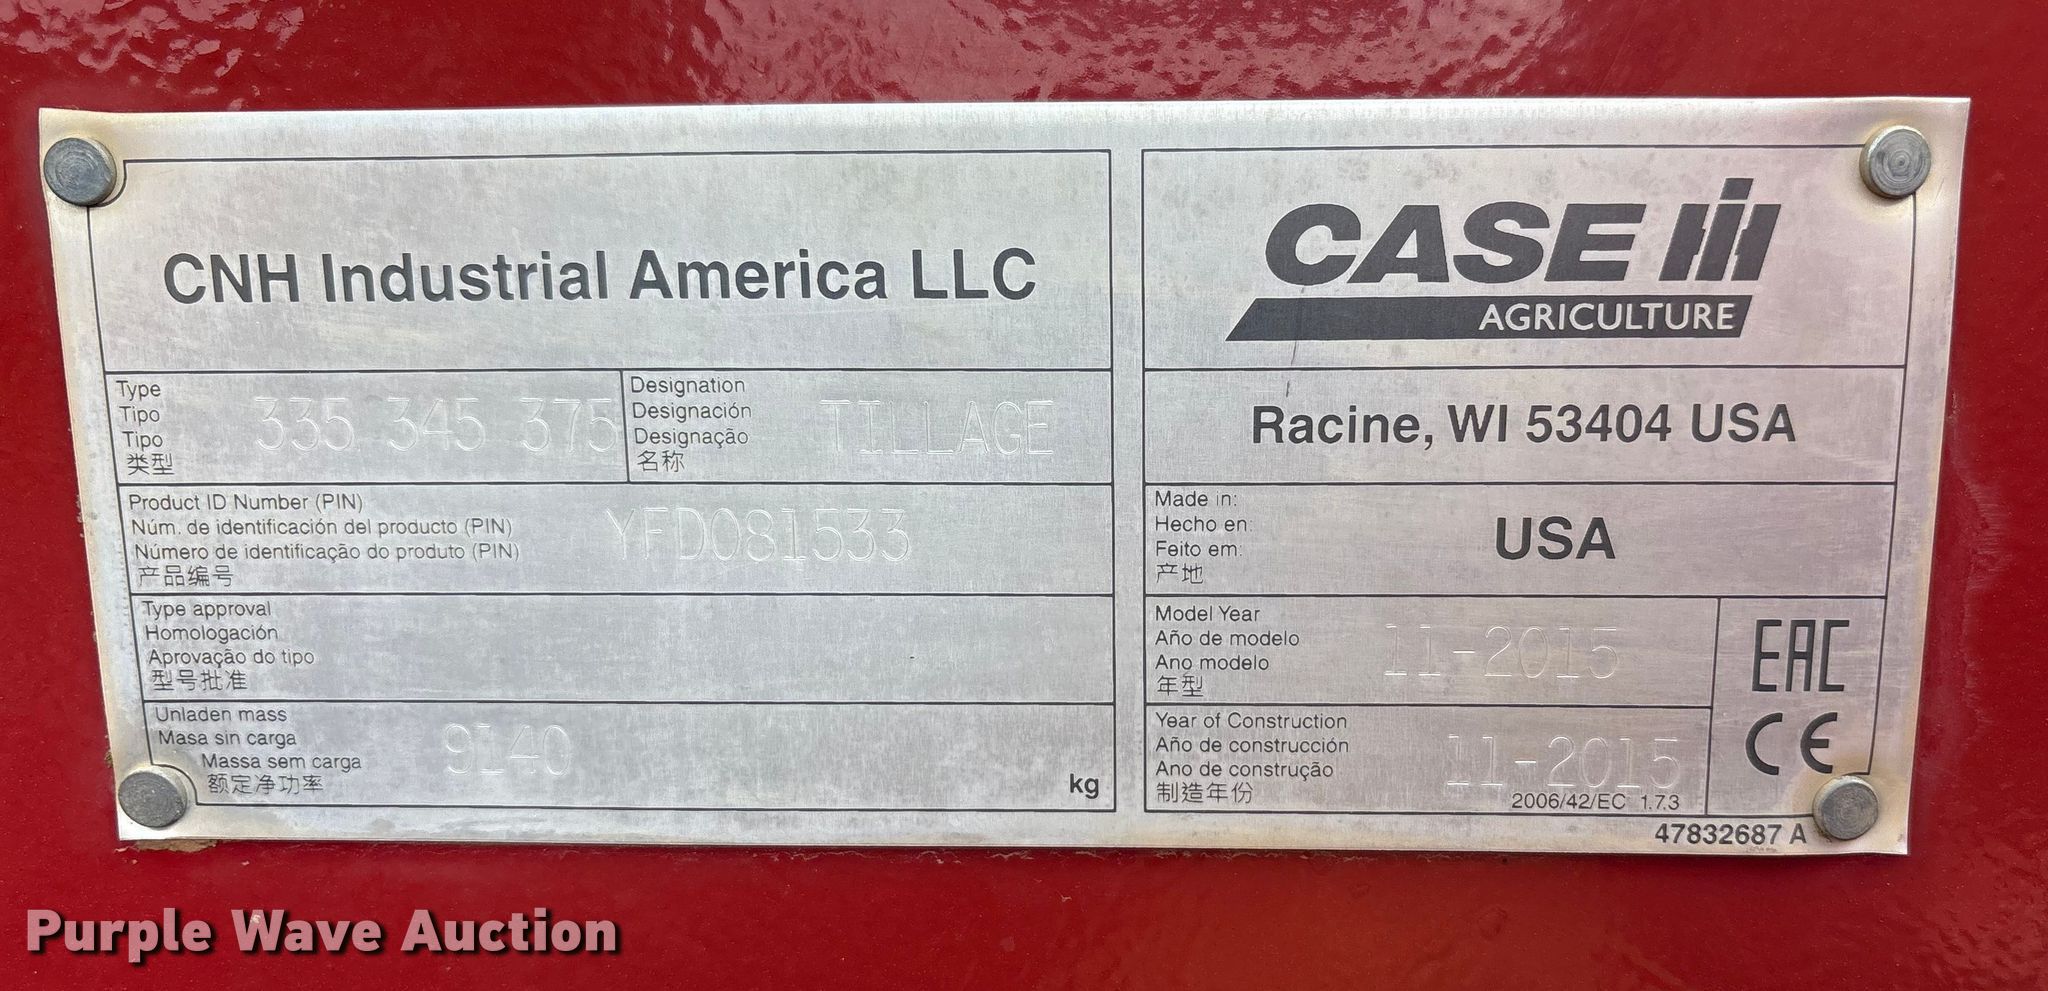 CNH Industrial America LLC
Type
Tipo
Tipo
类型
335 345 375
Designation
Designación
Designação
名称
TILLAGE
Product ID Number (PIN)
Núm. de identificación del producto (PIN)
Número de identificação do produto (PIN)
产品编号
YFD081533
Type approval
Homologación
Aprovação do tipo
型号批准
Unladen mass
Masa sin carga
Massa sem carga
额定净功率
9140
kg
CASE IH
AGRICULTURE
Racine, WI 53404 USA
Made in:
Hecho en:
Feito em:
产地
USA
Model Year
Año de modelo
Ano modelo
年型
11-2015
Year of Construction
Año de construcción
Ano de construção
制造年份
11-2015
2006/42/EC 1.7.3
EAC
CE
47832687 A
Purple Wave Auction